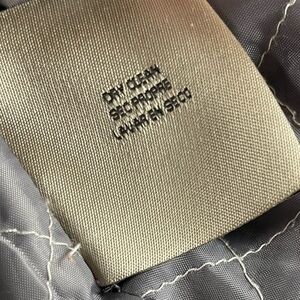 DRY CLEAN
SEC PROPRE
LAVAR EN SECO